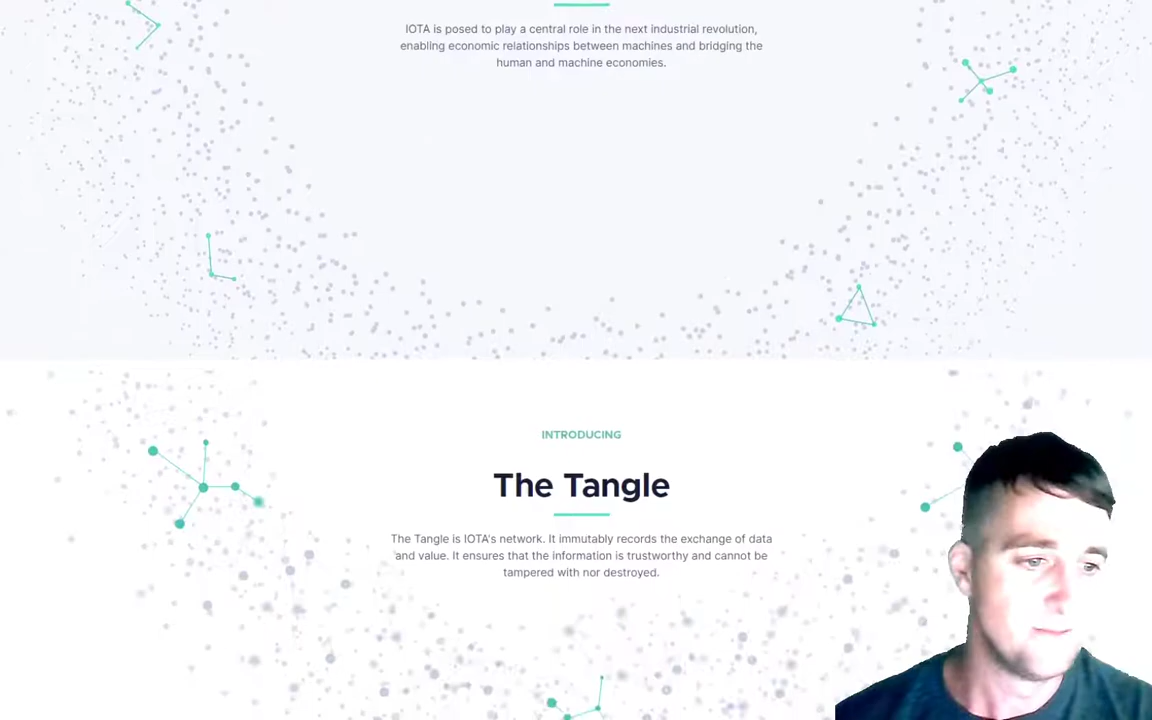 IOTA is posed to play a central role in the next industrial revolution,
enabling economic relationships between machines and bridging the
human and machine economies.
INTRODUCING
The Tangle
The Tangle is IOTA's network. It immutably records the exchange of data
and value. It ensures that the information is trustworthy and cannot be
tampered with nor destroyed.